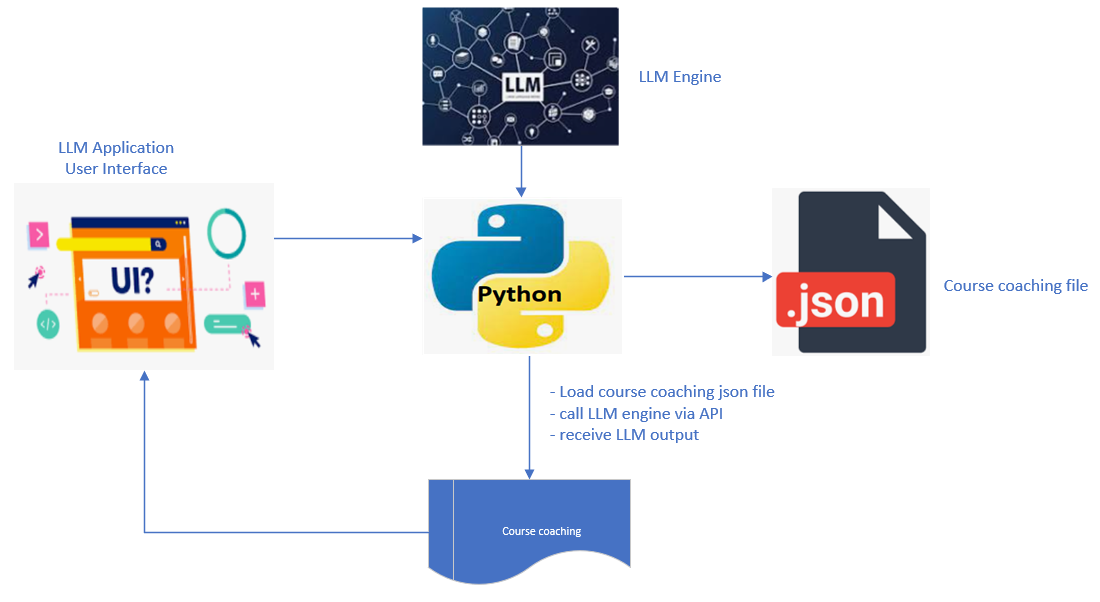 LLM
LLM Engine
LLM Application
User Interface
UI?
Python
.json
Course coaching file
- Load course coaching json file
- call LLM engine via API
- receive LLM output
Course coaching